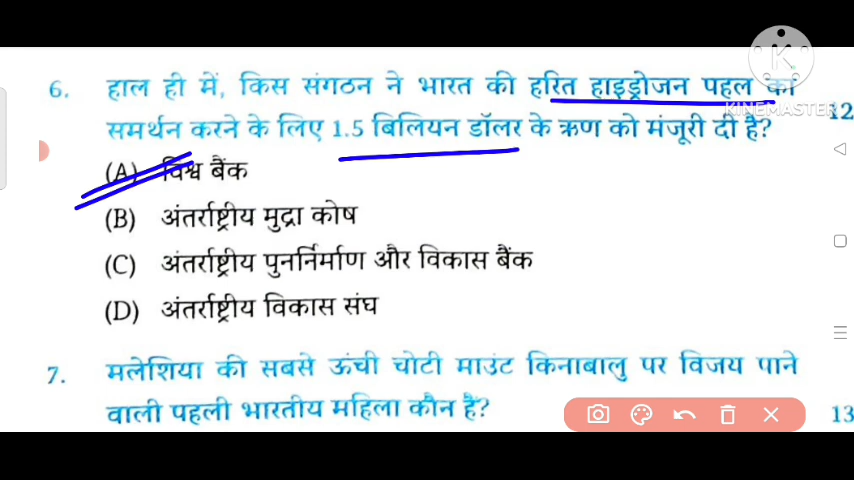 KINEMASTER
6. हाल ही में, किस संगठन ने भारत की हरित हाइड्रोजन पहल का
12
समर्थन करने के लिए 1.5 बिलियन डॉलर के ऋण को मंजूरी दी है?
(A) विश्व बैंक
(B) अंतर्राष्ट्रीय मुद्रा कोष
(C) अंतर्राष्ट्रीय पुनर्निर्माण और विकास बैंक
(D) अंतर्राष्ट्रीय विकास संघ
7. मलेशिया की सबसे ऊंची चोटी माउंट किनाबालु पर विजय पाने
वाली पहली भारतीय महिला कौन हैं?
13